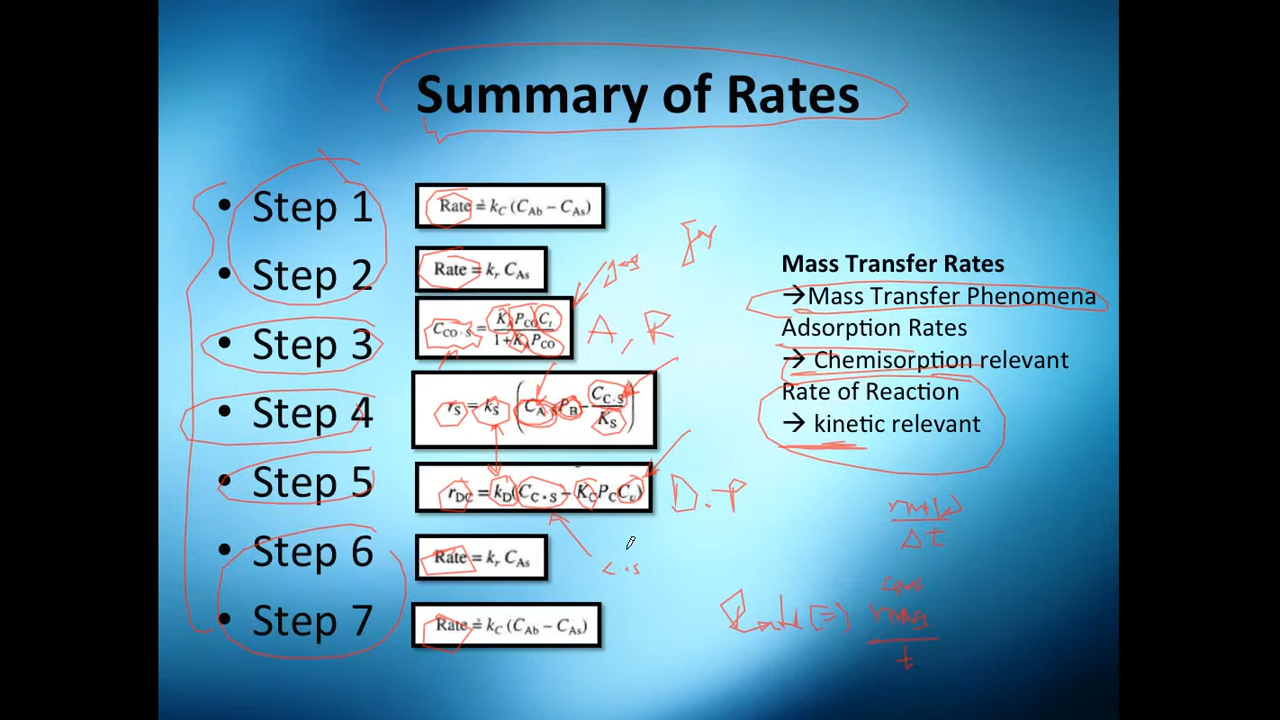 Summary of Rates
• Step 1
Rate = k_C (C_Ab − C_As)
• Step 2
Rate = k_r C_As
• Step 3
C_CO·S = K P_CO C_t / 1+K P_CO
A, R
• Step 4
r_S = k_S (C_A·S P_B − C_C·S / K_S)
• Step 5
r_DC = k_D (C_C·S − K_C P_C C_v)
D.P
• Step 6
Rate = k_r C_As
C.S
• Step 7
Rate = k_C (C_Ab − C_As)
Mass Transfer Rates
→Mass Transfer Phenomena
Adsorption Rates
→ Chemisorption relevant
Rate of Reaction
→ kinetic relevant
Δt
Rate (=) mass
t